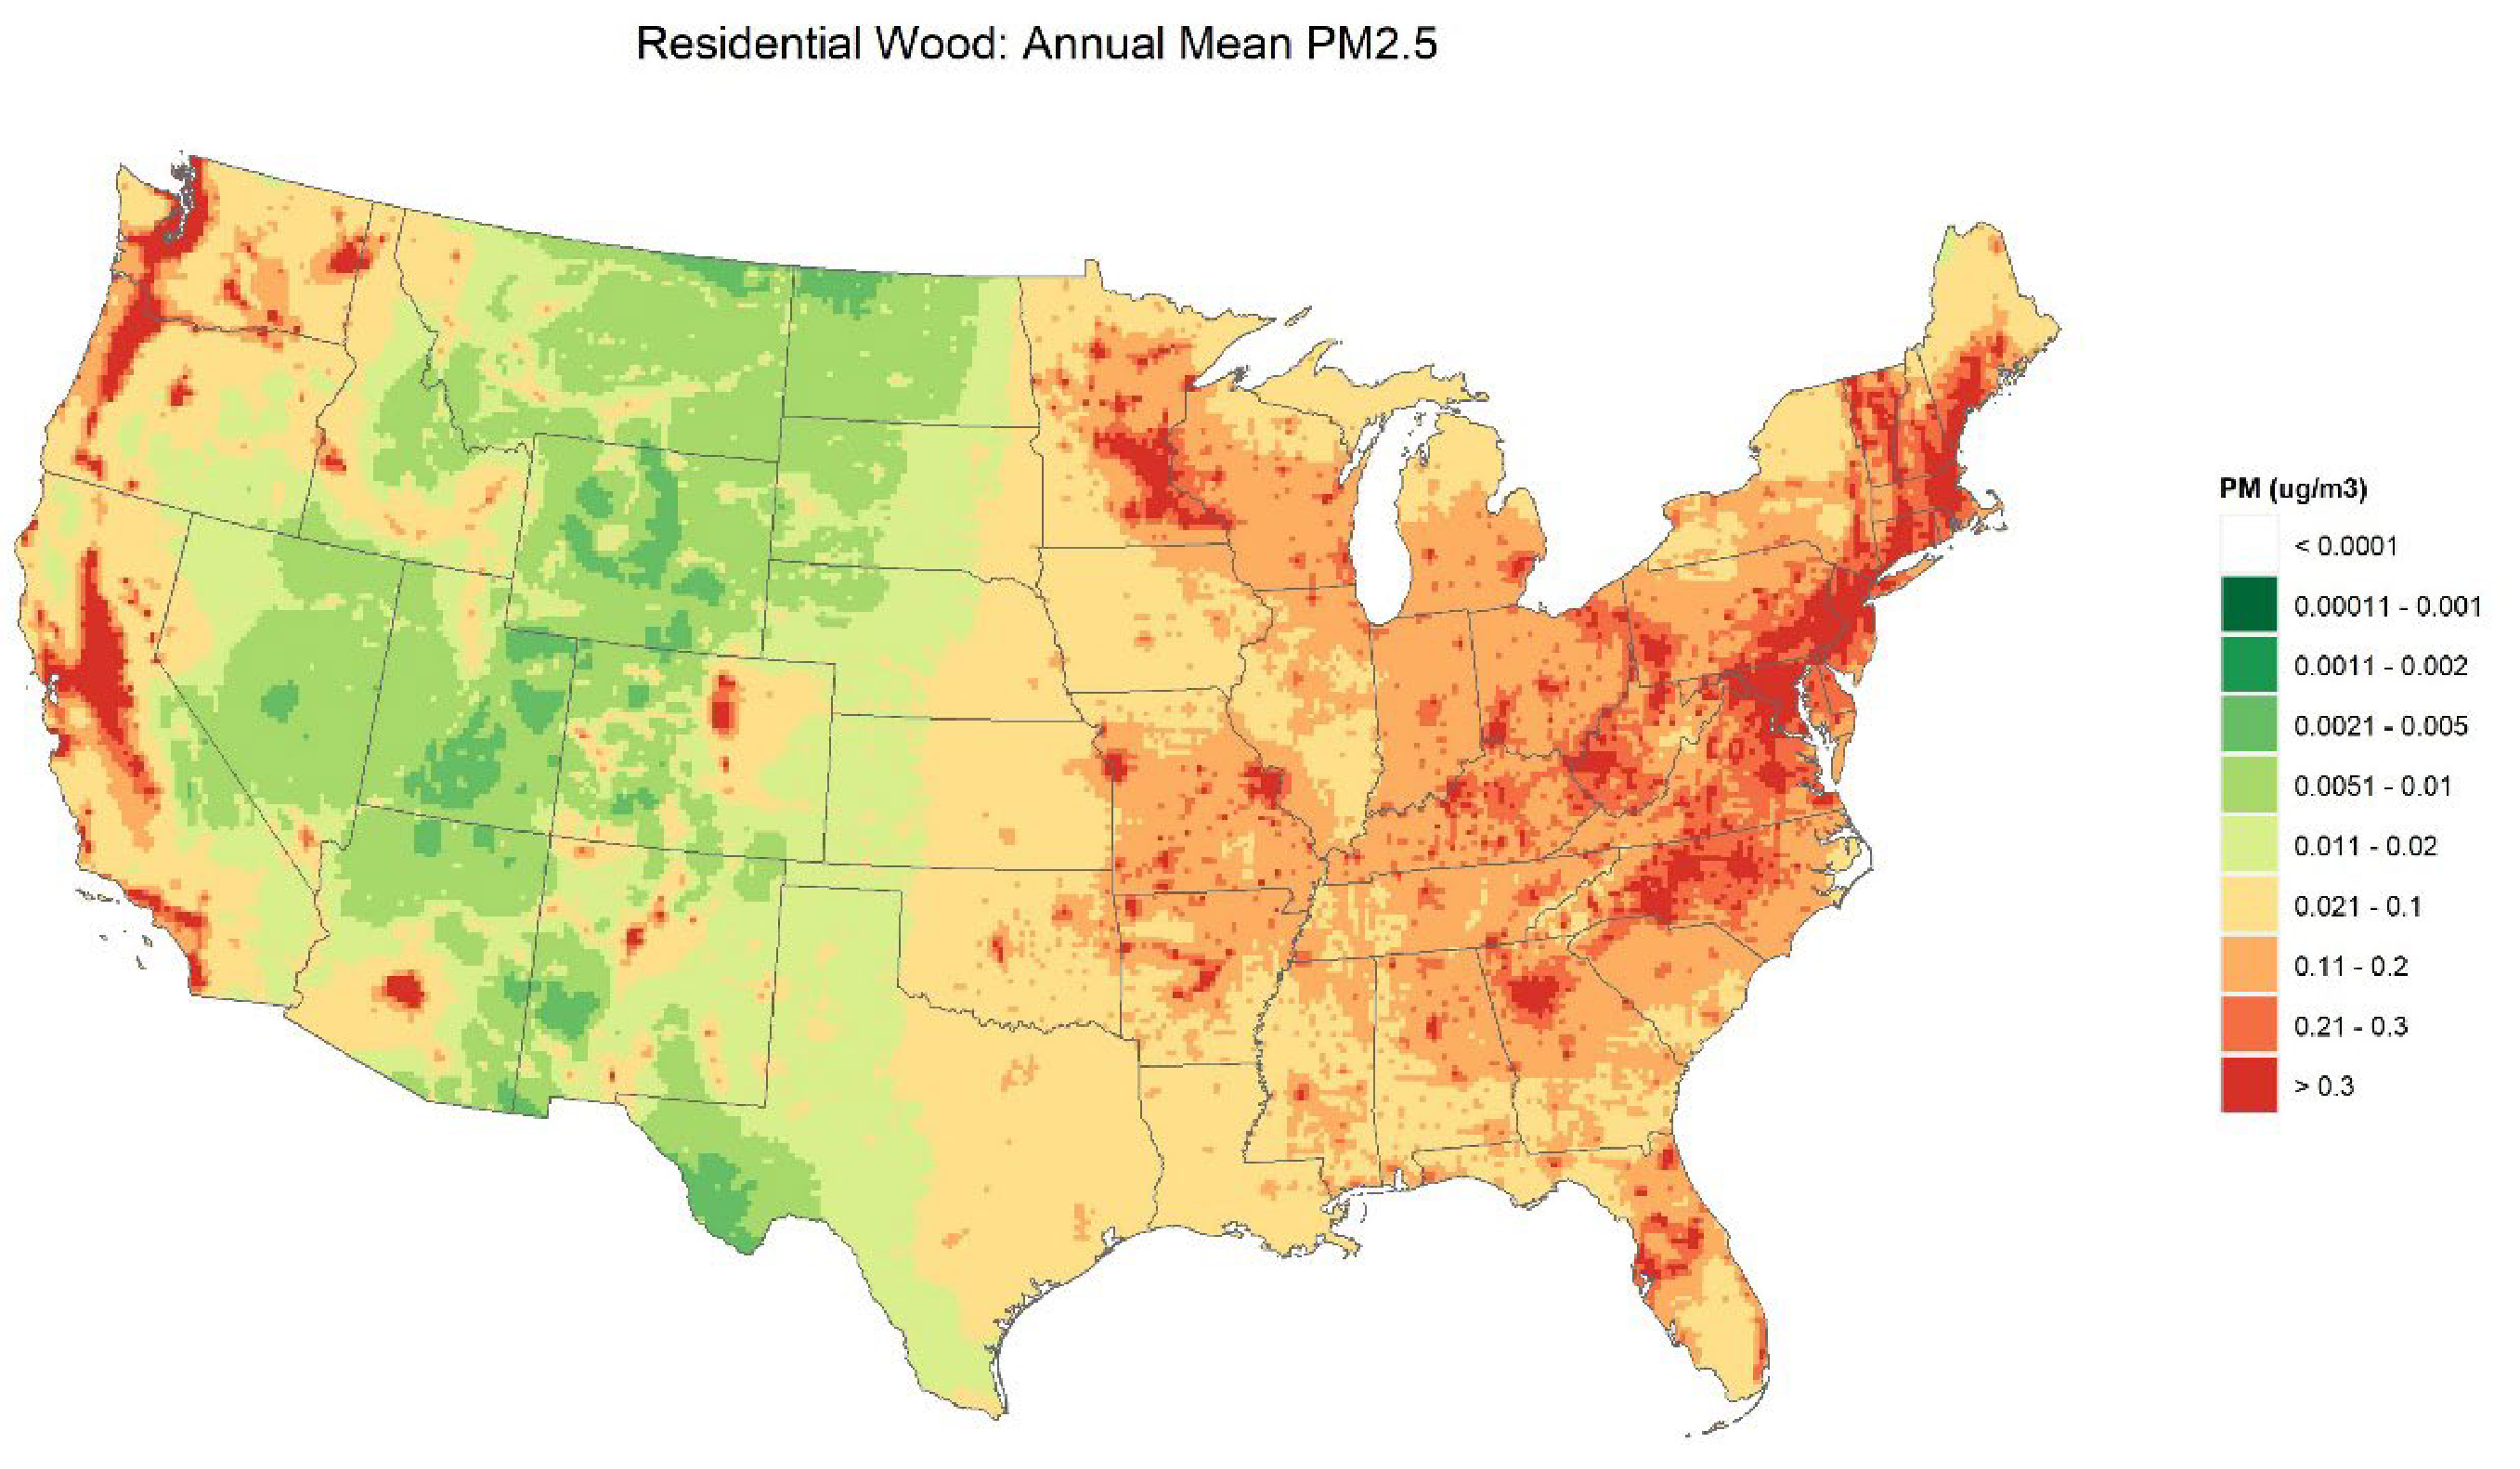 Residential Wood: Annual Mean PM2.5
PM (ug/m3)
< 0.0001
0.00011 - 0.001
0.0011 - 0.002
0.0021 - 0.005
0.0051 - 0.01
0.011 - 0.02
0.021 - 0.1
0.11 - 0.2
0.21 - 0.3
> 0.3